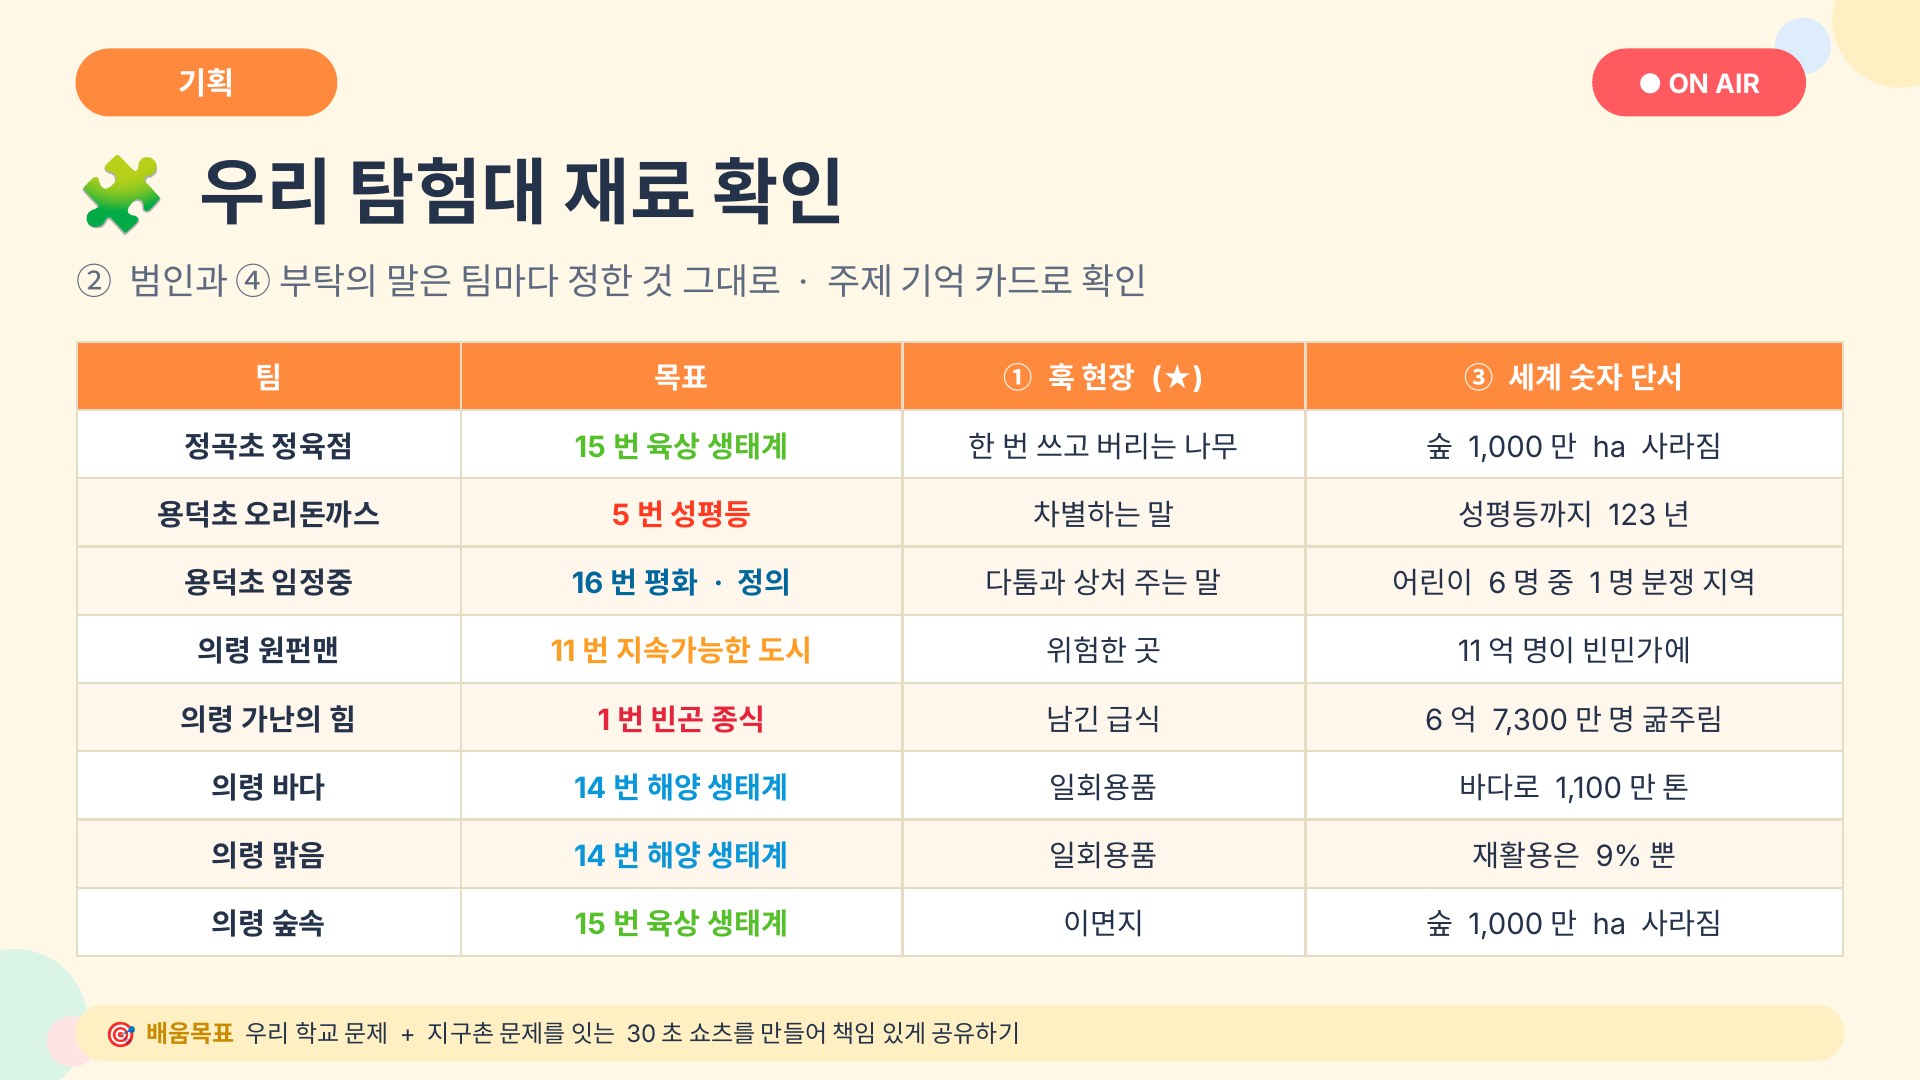 기획
● ON AIR
우리 탐험대 재료 확인
② 범인과 ④ 부탁의 말은 팀마다 정한 것 그대로 · 주제 기억 카드로 확인
팀 목표 ① 훅 현장 (★) ③ 세계 숫자 단서
정곡초 정육점 15 번 육상 생태계 한 번 쓰고 버리는 나무 숲 1,000 만 ha 사라짐
용덕초 오리돈까스 5 번 성평등 차별하는 말 성평등까지 123 년
용덕초 임정중 16 번 평화 · 정의 다툼과 상처 주는 말 어린이 6 명 중 1 명 분쟁 지역
의령 원펀맨 11 번 지속가능한 도시 위험한 곳 11 억 명이 빈민가에
의령 가난의 힘 1 번 빈곤 종식 남긴 급식 6 억 7,300 만 명 굶주림
의령 바다 14 번 해양 생태계 일회용품 바다로 1,100 만 톤
의령 맑음 14 번 해양 생태계 일회용품 재활용은 9% 뿐
의령 숲속 15 번 육상 생태계 이면지 숲 1,000 만 ha 사라짐
배움목표 우리 학교 문제 + 지구촌 문제를 잇는 30 초 쇼츠를 만들어 책임 있게 공유하기